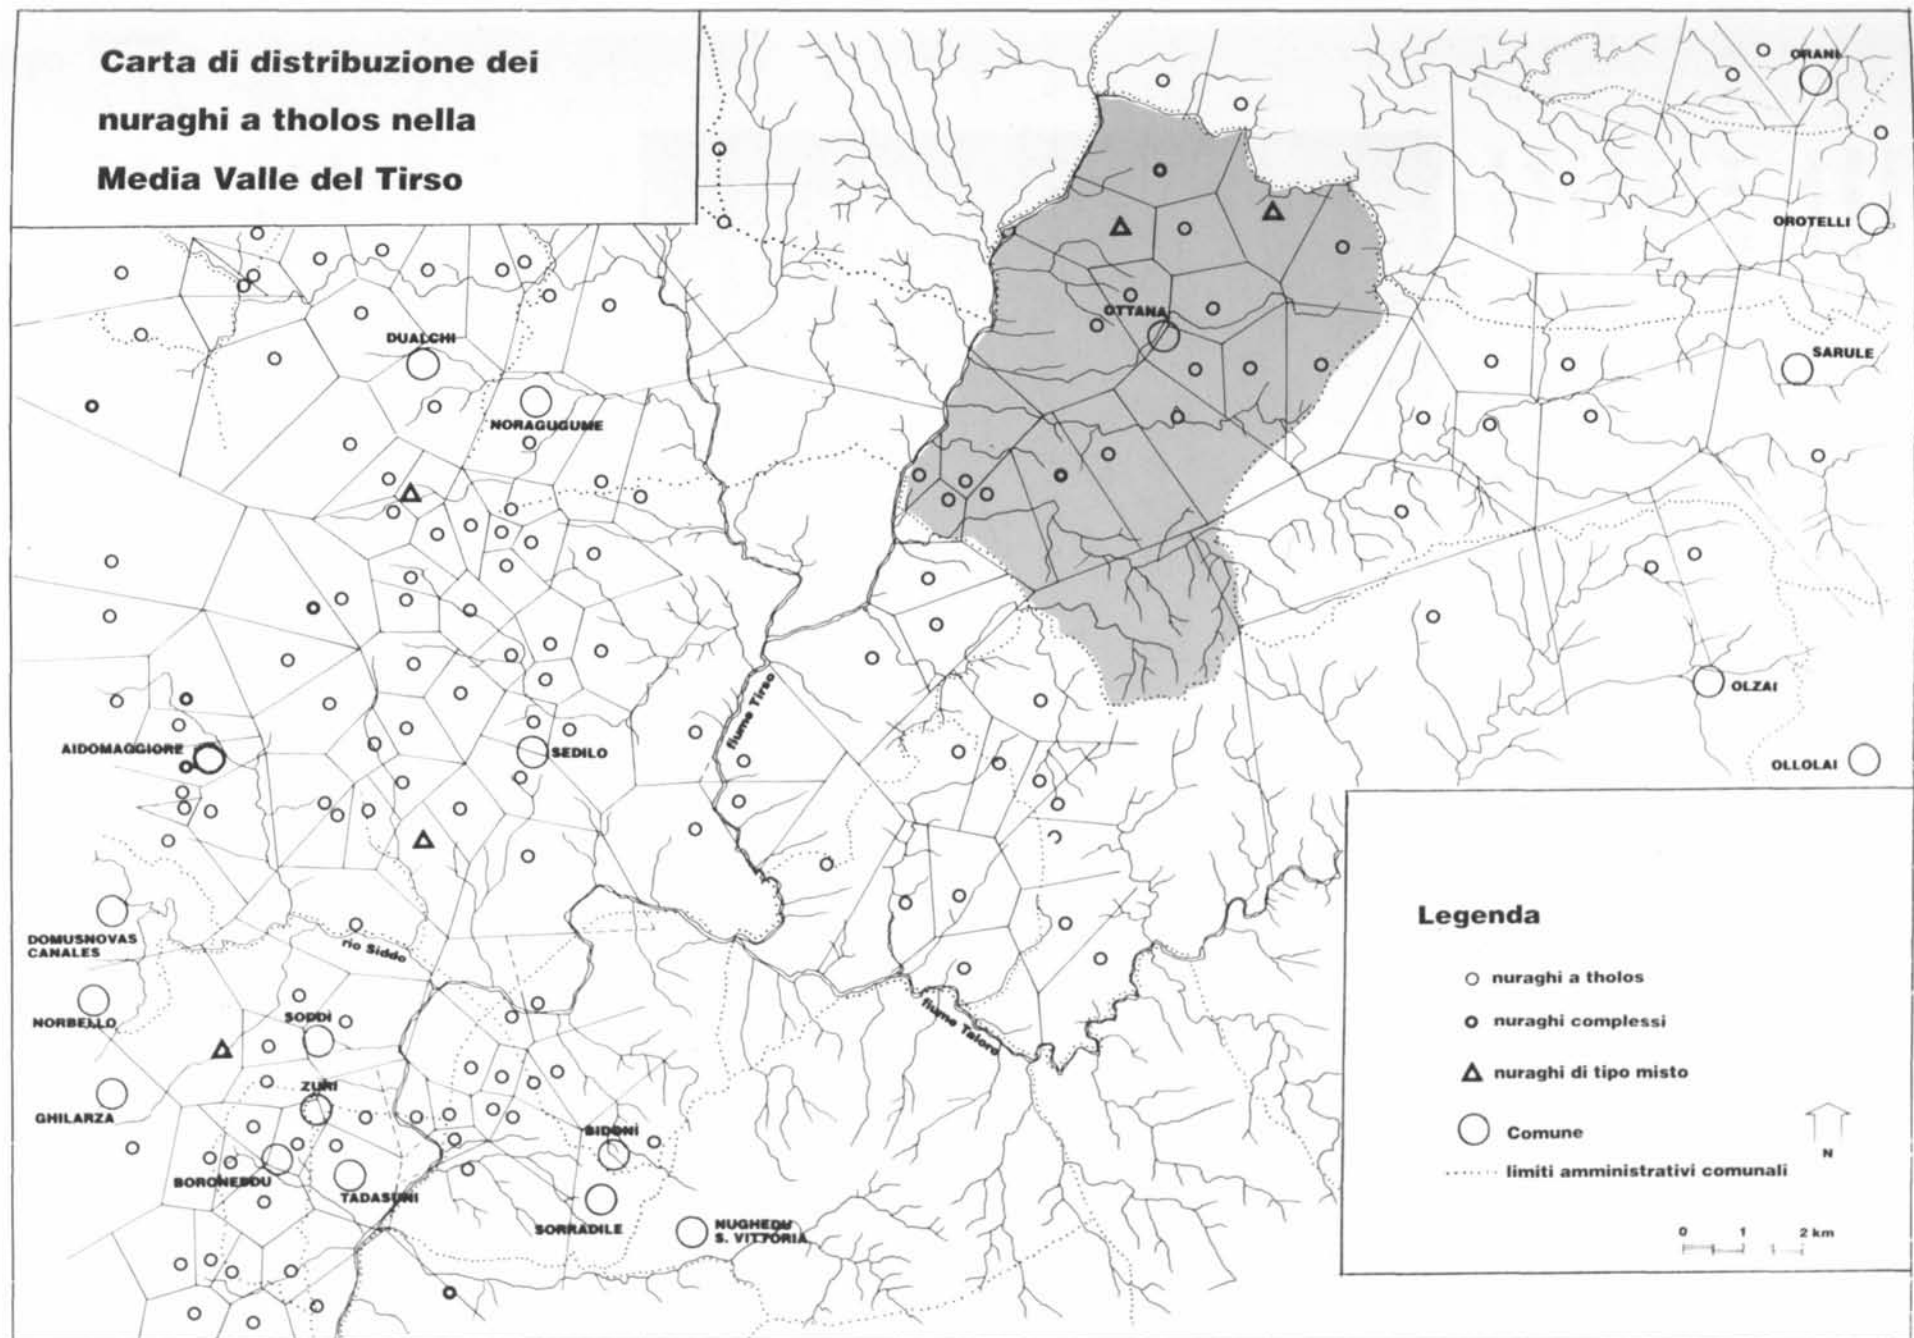 Carta di distribuzione dei
nuraghi a tholos nella
Media Valle del Tirso
ORANI
OROTELLI
OTTANA
DUALCHI
SARULE
NORAGUGUME
fiume Tirso
OLZAI
AIDOMAGGIORE
SEDILO
OLLOLAI
DOMUSNOVAS
CANALES
rio Siddo
NORBELLO
SODDI
fiume Taloro
ZURI
GHILARZA
BIDONÍ
BORONEDDU
TADASUNI
SORRADILE
NUGHEDU
S. VITTORIA
Legenda
nuraghi a tholos
nuraghi complessi
nuraghi di tipo misto
Comune
limiti amministrativi comunali
N
0 1 2 km